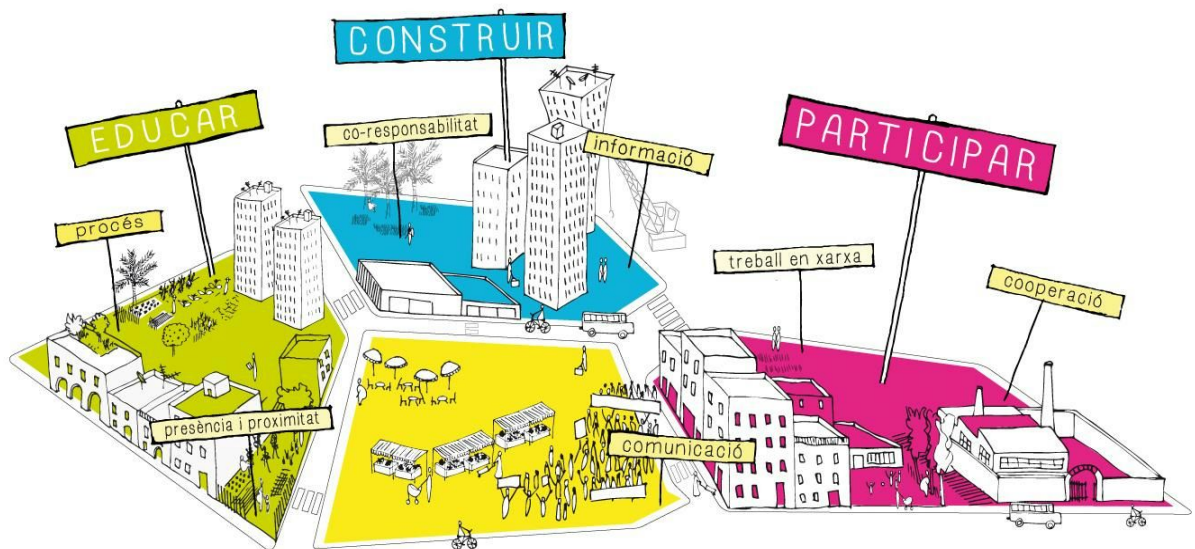 CONSTRUIR
EDUCAR
PARTICIPAR
co-responsabilitat
informació
procés
treball en xarxa
cooperació
presència i proximitat
comunicació